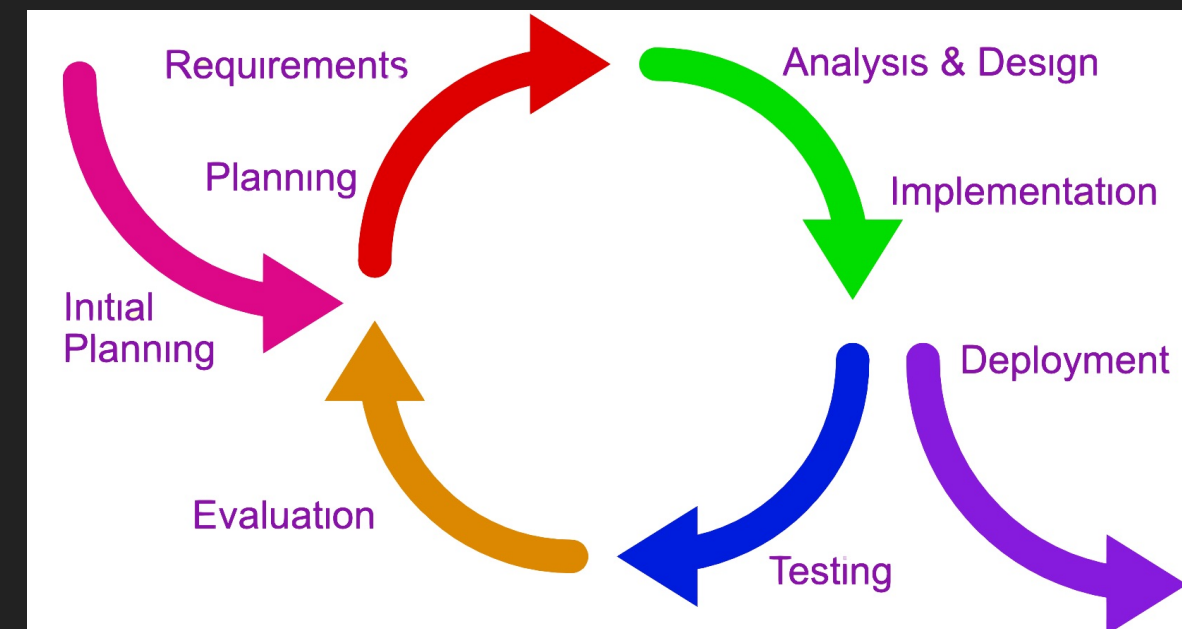 Requirements
Analysis & Design
Planning
Implementation
Initial
Planning
Deployment
Evaluation
Testing